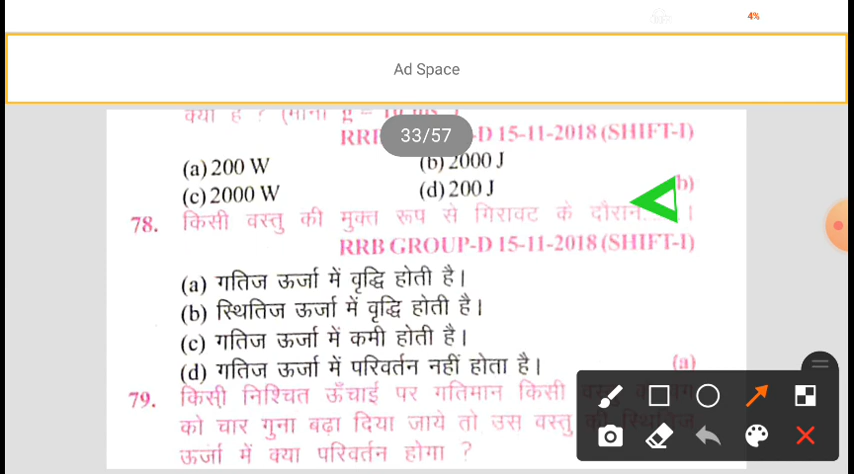 4%
Ad Space
33/57
RRB GROUP-D 15-11-2018 (SHIFT-I)
(a) 200 W (b) 2000 J
(c) 2000 W (d) 200 J (b)
78. किसी वस्तु की मुक्त रूप से गिरावट के दौरान.....।
RRB GROUP-D 15-11-2018 (SHIFT-I)
(a) गतिज ऊर्जा में वृद्धि होती है।
(b) स्थितिज ऊर्जा में वृद्धि होती है।
(c) गतिज ऊर्जा में कमी होती है।
(d) गतिज ऊर्जा में परिवर्तन नहीं होता है। (a)
79. किसी निश्चित ऊँचाई पर गतिमान किसी
को चार गुना बढ़ा दिया जाये तो उस वस्तु की स्थितिज
ऊर्जा में क्या परिवर्तन होगा ?